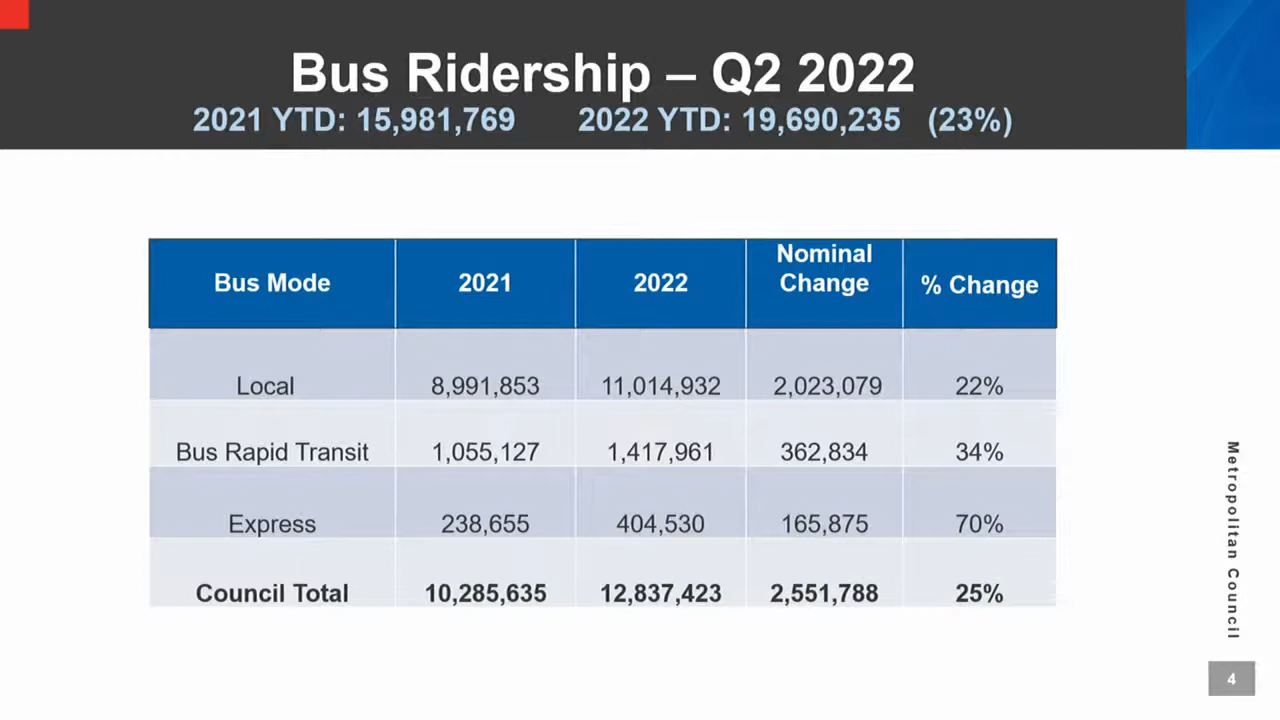 Bus Ridership – Q2 2022
2021 YTD: 15,981,769 2022 YTD: 19,690,235 (23%)
Bus Mode 2021 2022 Nominal Change % Change
Local 8,991,853 11,014,932 2,023,079 22%
Bus Rapid Transit 1,055,127 1,417,961 362,834 34%
Express 238,655 404,530 165,875 70%
Council Total 10,285,635 12,837,423 2,551,788 25%
Metropolitan Council
4